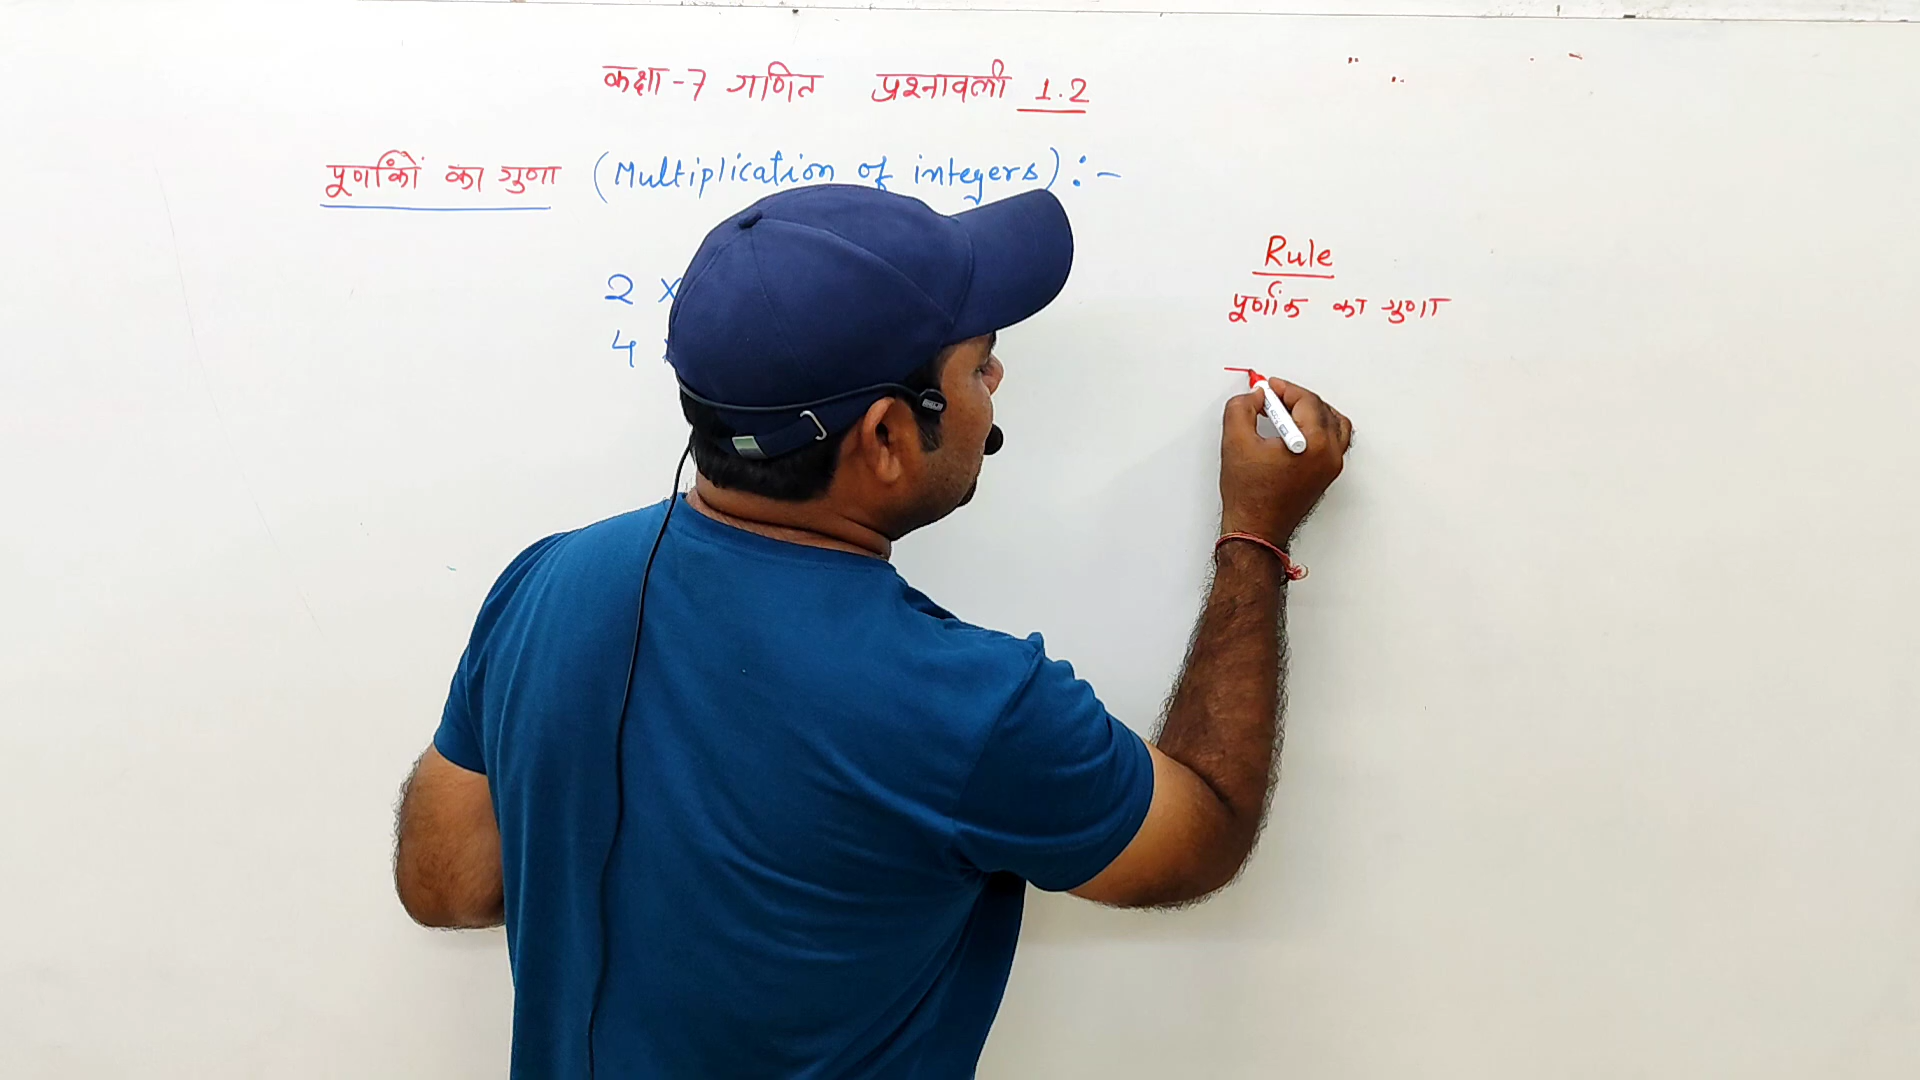 कक्षा-7 गणित प्रश्नावली 1.2
पूर्णांकों का गुणा (Multiplication of integers) :-
2 ×
4
Rule
पूर्णांक का गुणा